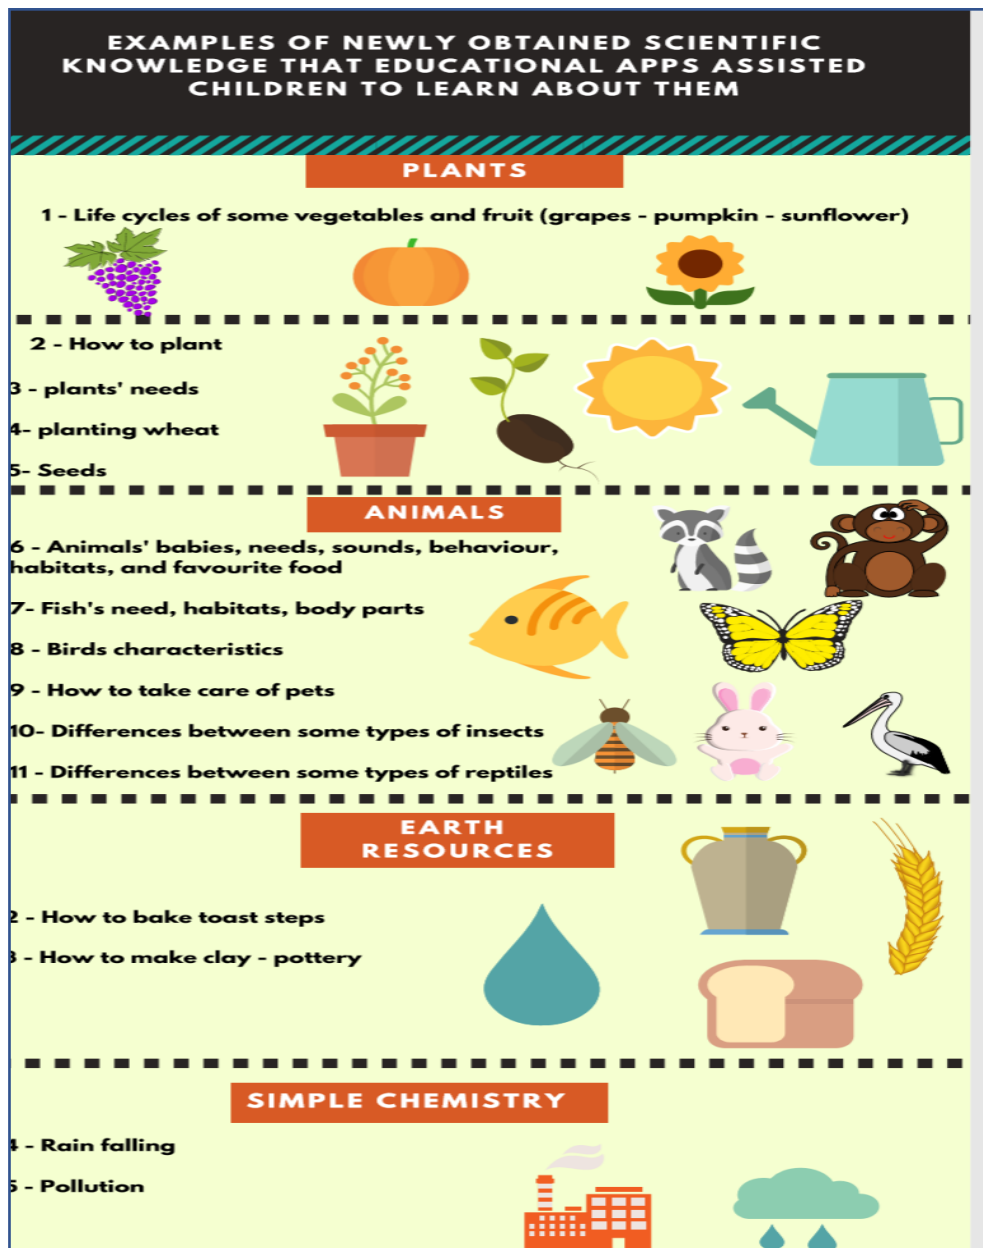 EXAMPLES OF NEWLY OBTAINED SCIENTIFIC
KNOWLEDGE THAT EDUCATIONAL APPS ASSISTED
CHILDREN TO LEARN ABOUT THEM
PLANTS
1 - Life cycles of some vegetables and fruit (grapes - pumpkin - sunflower)
2 - How to plant
3 - plants' needs
4- planting wheat
5- Seeds
ANIMALS
6 - Animals' babies, needs, sounds, behaviour,
habitats, and favourite food
7- Fish's need, habitats, body parts
8 - Birds characteristics
9 - How to take care of pets
10- Differences between some types of insects
11 - Differences between some types of reptiles
EARTH
RESOURCES
2 - How to bake toast steps
3 - How to make clay - pottery
SIMPLE CHEMISTRY
4 - Rain falling
5 - Pollution